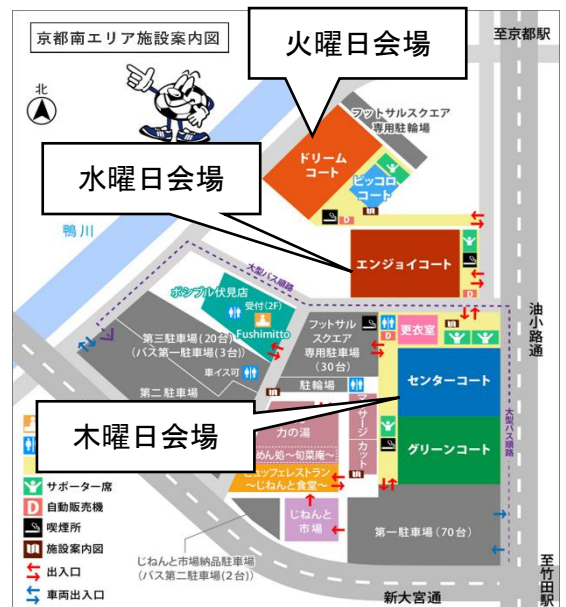 京都南エリア施設案内図
火曜日会場
至京都駅
北
フットサルスクエア
専用駐輪場
ドリーム
コート
ピッコロ
コート
水曜日会場
D
鴨川
エンジョイコート
大型バス順路
D
ポンプル伏見店
受付(2F)
Fushimitto
油小路通
第三駐車場(20台)
(バス第一駐車場(3台))
フットサル
スクエア
専用駐車場
(30台)
D
更衣室
車イス可
第二駐車場
駐輪場
センターコート
大型バス順路
木曜日会場
力の湯
めん処~旬菜庵~
マッサージ
カット
グリーンコート
ビュッフェレストラン
~じねんと食堂~
サポーター席
D 自動販売機
喫煙所
施設案内図
出入口
車両出入口
じねんと
市場
第一駐車場(70台)
じねんと市場納品駐車場
(バス第二駐車場(2台))
新大宮通
至竹田駅